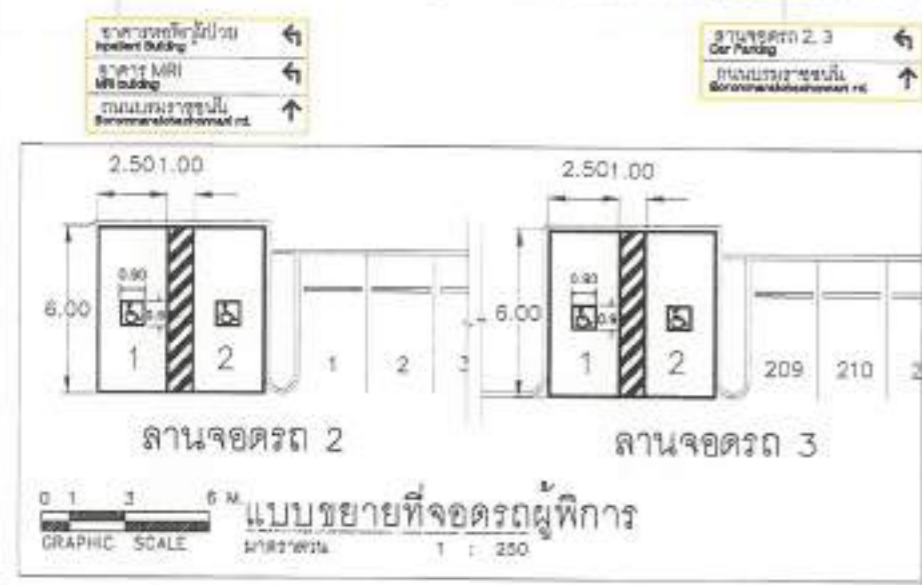 Inpatient Building
อาคาร MRI
MRI building
ถนนบรมราชชนนี
ลานจอดรถ 2, 3
Car Parking
ถนนบรมราชชนนี
2.50 1.00
2.50 1.00
6.00
0.90
1
2
1
2
6.00
0.90
1
2
209
210
ลานจอดรถ 2
ลานจอดรถ 3
0 1 3 6 M.
GRAPHIC SCALE
แบบขยายที่จอดรถผู้พิการ
มาตราส่วน 1 : 250